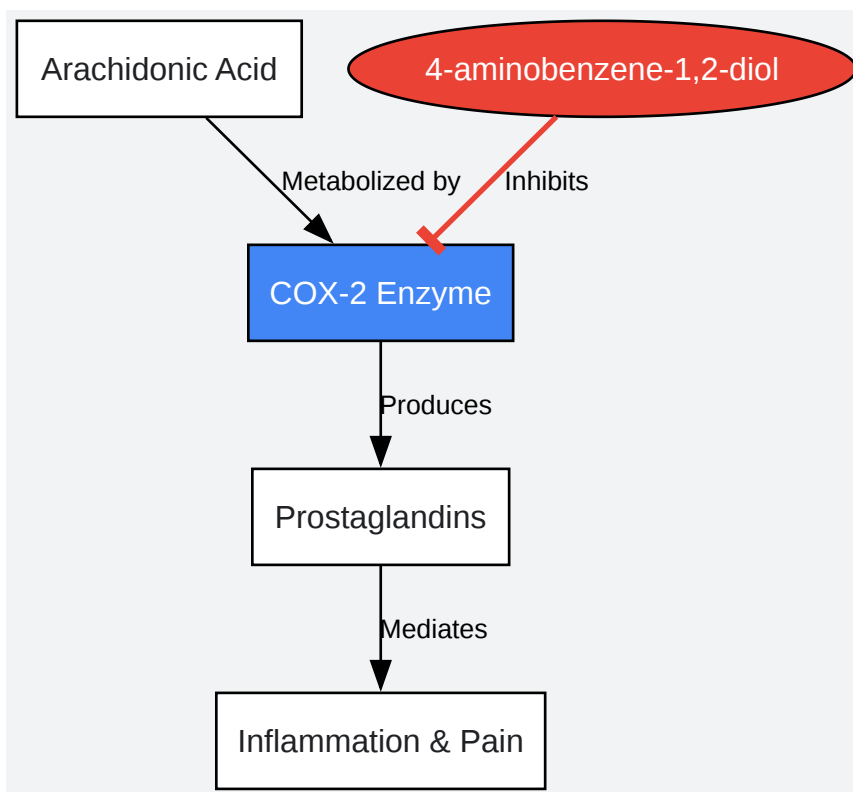 Arachidonic Acid
4-aminobenzene-1,2-diol
Metabolized by
Inhibits
COX-2 Enzyme
Produces
Prostaglandins
Mediates
Inflammation & Pain